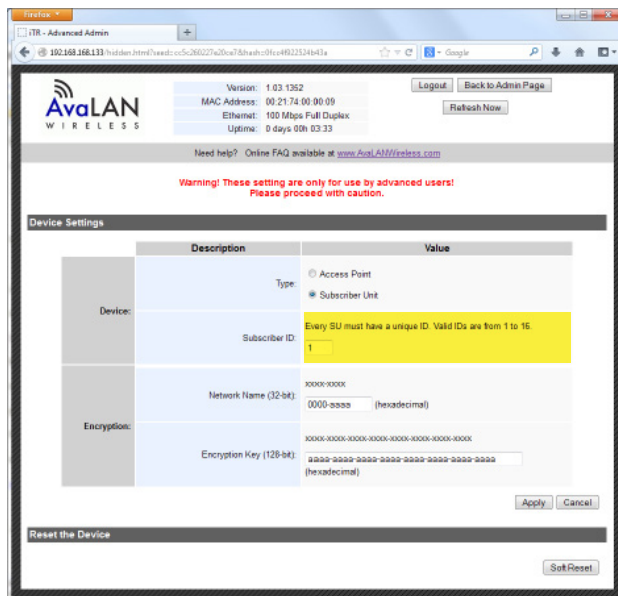 Firefox
iTR - Advanced Admin
192.168.168.133/hidden.html?seed=cc5c260227e20ca7&hash=0fcc4f922524b43a
Google
AvaLAN
WIRELESS
Version: 1.03.1352
MAC Address: 00:21:74:00:00:09
Ethernet: 100 Mbps Full Duplex
Uptime: 0 days 00h 03:33
Logout Back to Admin Page
Refresh Now
Need help? Online FAQ available at www.AvaLANWireless.com
Warning! These setting are only for use by advanced users!
Please proceed with caution.
Device Settings
Description Value
Device:
Type:
Access Point
Subscriber Unit
Subscriber ID:
Every SU must have a unique ID. Valid IDs are from 1 to 16.
1
Encryption:
Network Name (32-bit):
xxxx-xxxx
0000-aaaa (hexadecimal)
Encryption Key (128-bit):
xxxx-xxxx-xxxx-xxxx-xxxx-xxxx-xxxx-xxxx
aaaa-aaaa-aaaa-aaaa-aaaa-aaaa-aaaa-aaaa
(hexadecimal)
Apply Cancel
Reset the Device
Soft Reset